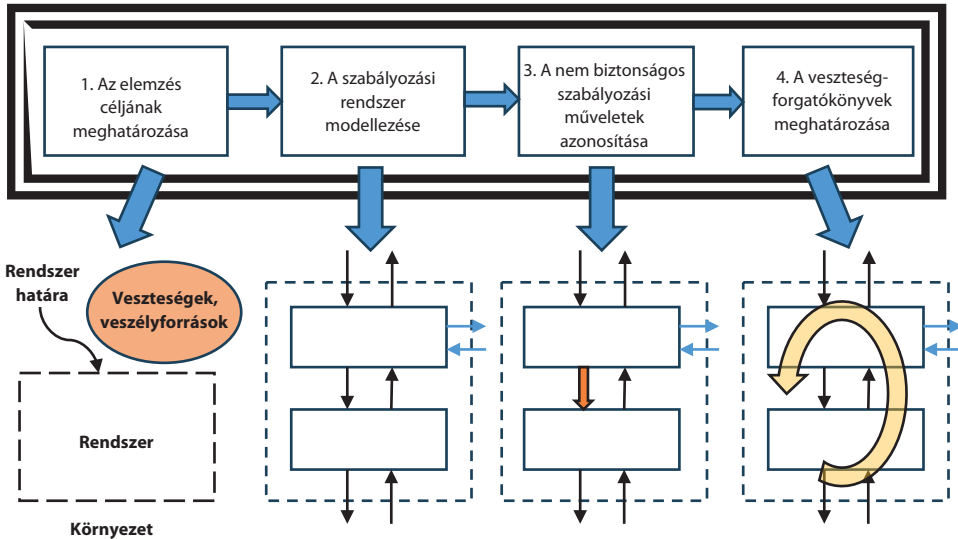 1. Az elemzés
céljának
meghatározása
2. A szabályozási
rendszer
modellezése
3. A nem biztonságos
szabályozási
műveletek
azonosítása
4. A veszteség-
forgatókönyvek
meghatározása
Rendszer
határa
Veszteségek,
veszélyforrások
Rendszer
Környezet